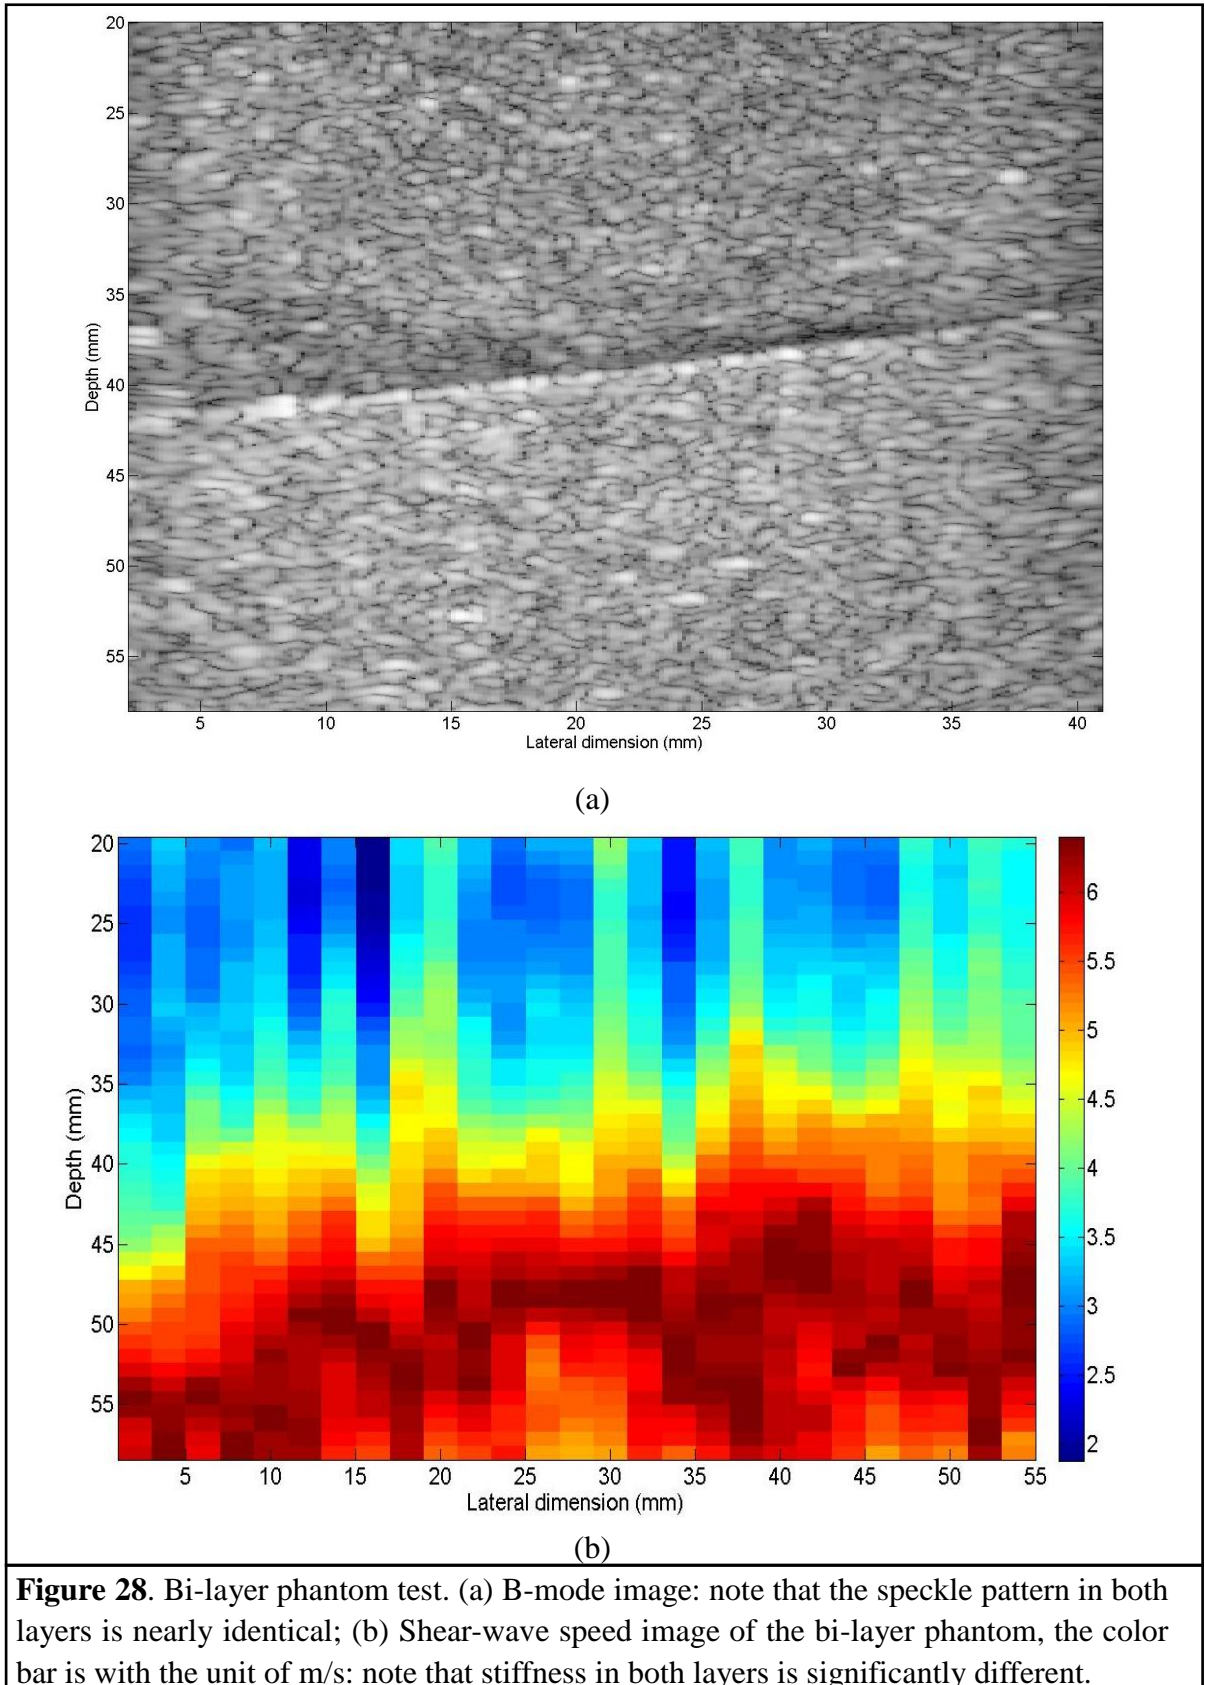 20
25
30
35
40
45
50
55
Depth (mm)
5 10 15 20 25 30 35 40
Lateral dimension (mm)
(a)
20
25
30
35
40
45
50
55
Depth (mm)
5 10 15 20 25 30 35 40 45 50 55
Lateral dimension (mm)
6
5.5
5
4.5
4
3.5
3
2.5
2
(b)
Figure 28. Bi-layer phantom test. (a) B-mode image: note that the speckle pattern in both
layers is nearly identical; (b) Shear-wave speed image of the bi-layer phantom, the color
bar is with the unit of m/s: note that stiffness in both layers is significantly different.